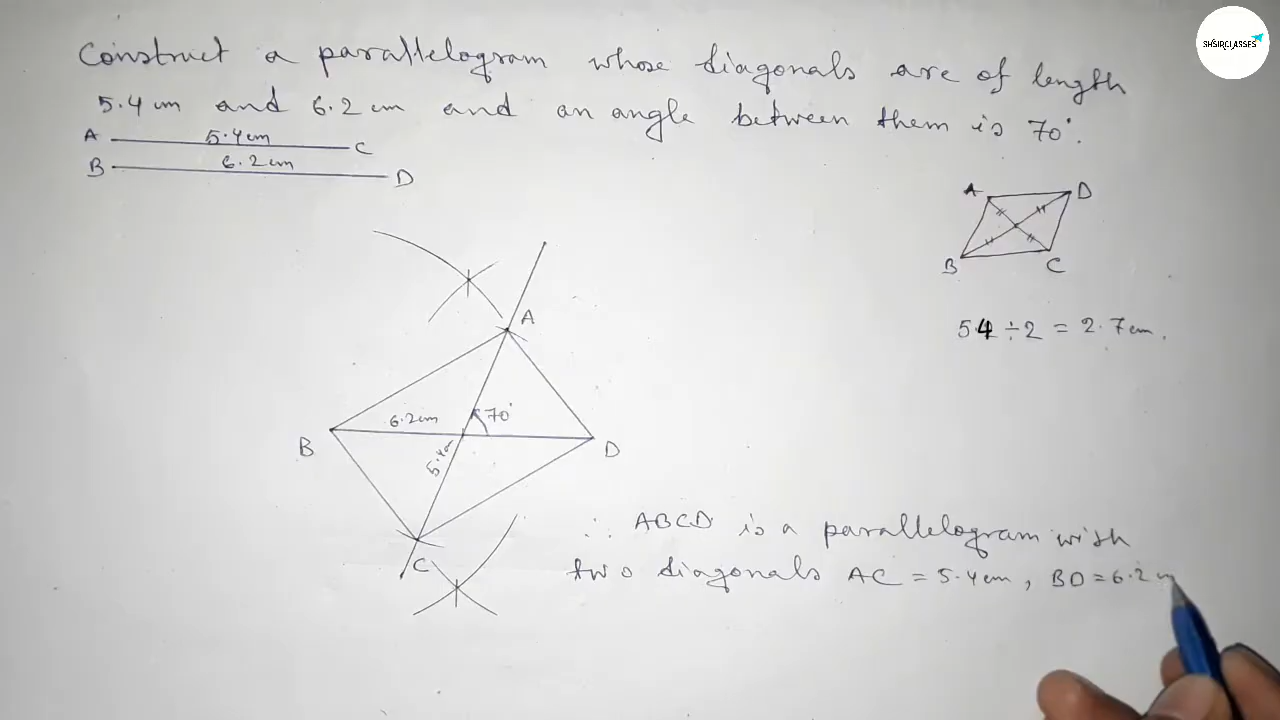 SHSIRCLASSES
Construct a parallelogram whose diagonals are of length
5.4 cm and 6.2 cm and an angle between them is 70°.
A 5.4cm C
B 6.2cm D
A D
B C
54 ÷ 2 = 2.7cm.
A
6.2cm 70°
B 5.4cm D
C
∴ ABCD is a parallelogram with
two diagonals AC = 5.4cm, BD = 6.2 cm